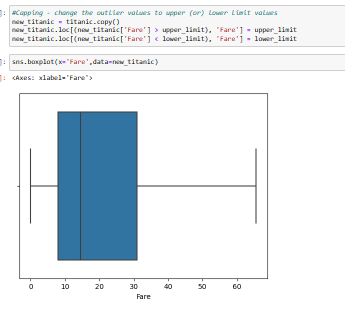 ]: #Capping - change the outlier values to upper (or) lower limit values
new_titanic = titanic.copy()
new_titanic.loc[(new_titanic['Fare'] > upper_limit), 'Fare'] = upper_limit
new_titanic.loc[(new_titanic['Fare'] < lower_limit), 'Fare'] = lower_limit
]: sns.boxplot(x='Fare',data=new_titanic)
]: <Axes: xlabel='Fare'>
0 10 20 30 40 50 60
Fare